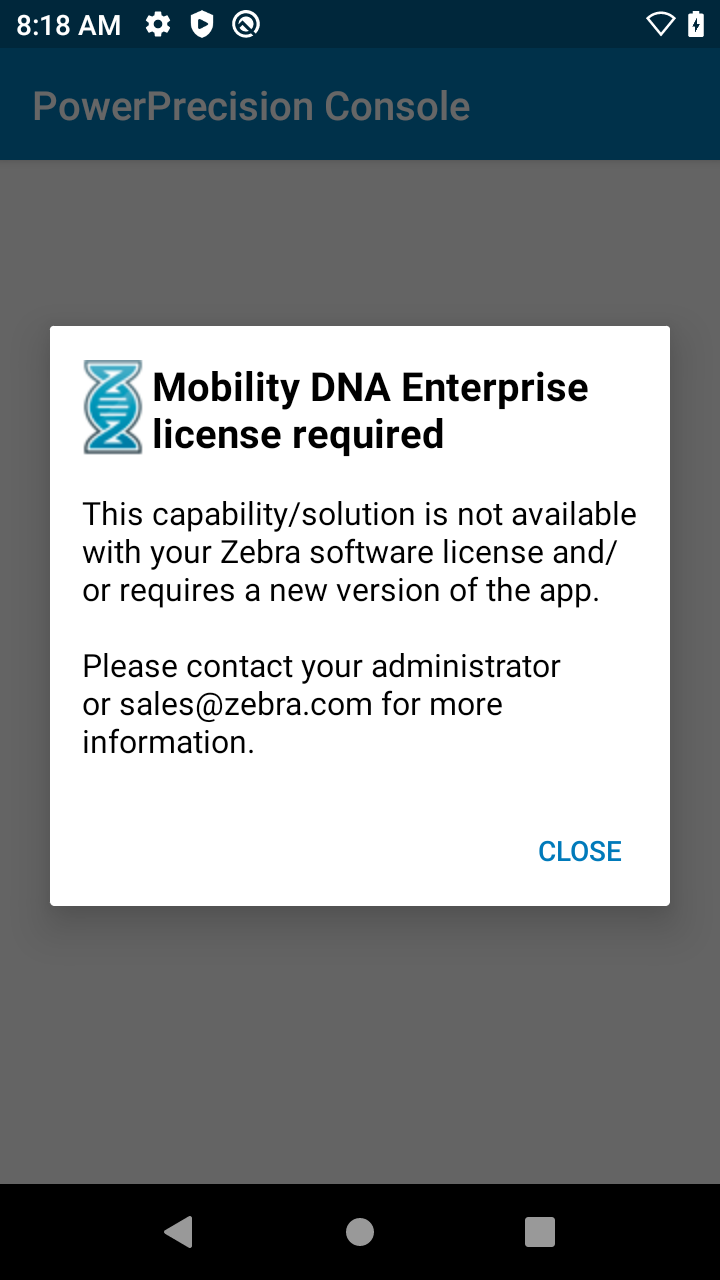 8:18 AM
PowerPrecision Console
Mobility DNA Enterprise
license required
This capability/solution is not available
with your Zebra software license and/
or requires a new version of the app.
Please contact your administrator
or sales@zebra.com for more
information.
CLOSE